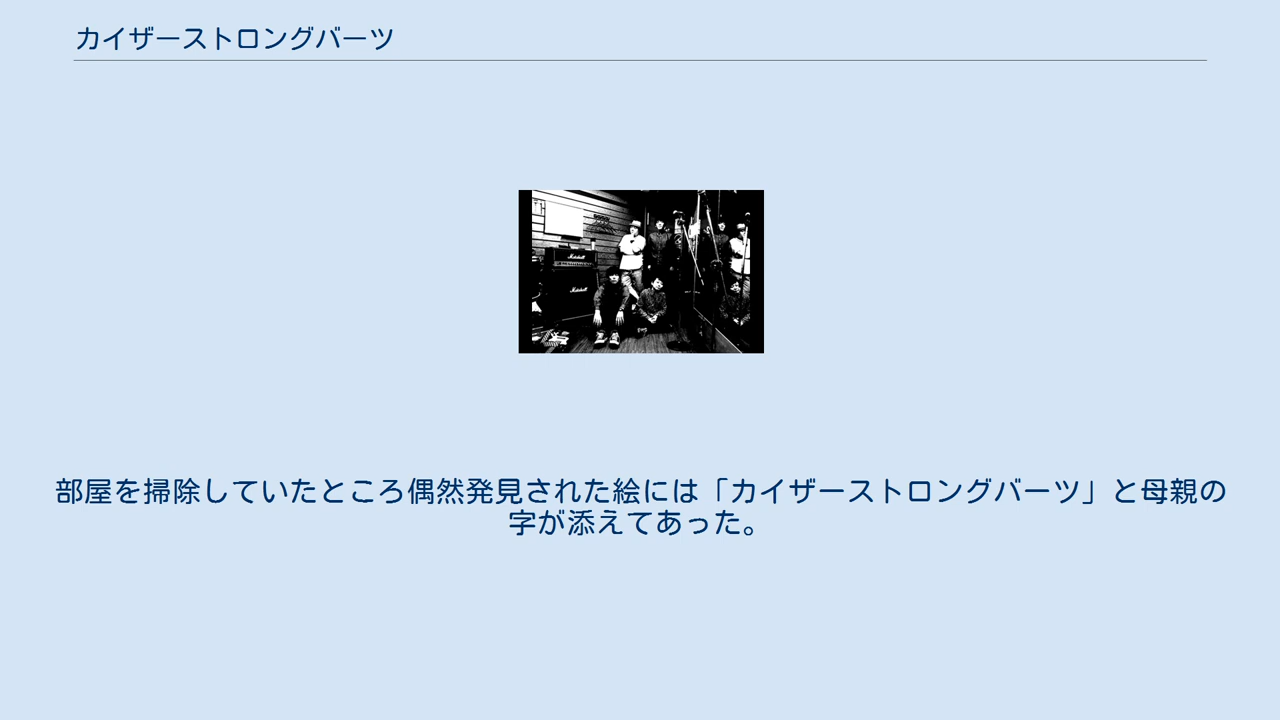 カイザーストロングバーツ
Marshall
Marshall
部屋を掃除していたところ偶然発見された絵には「カイザーストロングバーツ」と母親の
字が添えてあった。